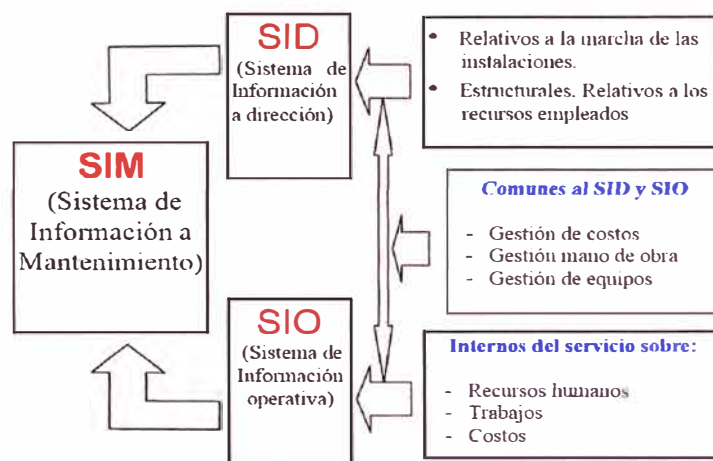 SID
(Sistema de
Información
a dirección)
• Relativos a la marcha de las
instalaciones.
• Estructurales. Relativos a los
recursos empleados
SIM
(Sistema de
Información a
Mantenimiento)
Comunes al SID y SIO
- Gestión de costos
- Gestión mano de obra
- Gestión de equipos
SIO
(Sistema de
Información
operativa)
Internos del servicio sobre:
- Recursos humanos
- Trabajos
- Costos